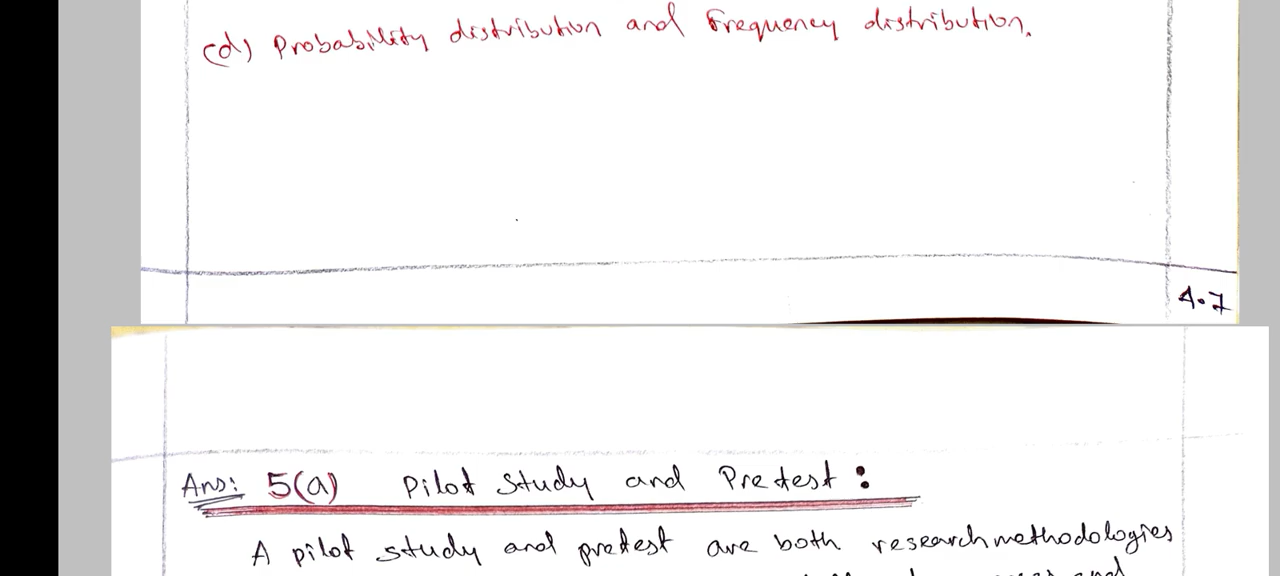 (d) Probability distribution and Frequency distribution.
4.7
Ans: 5(a) Pilot Study and Pretest :
A pilot study and pretest are both research methodologies
and